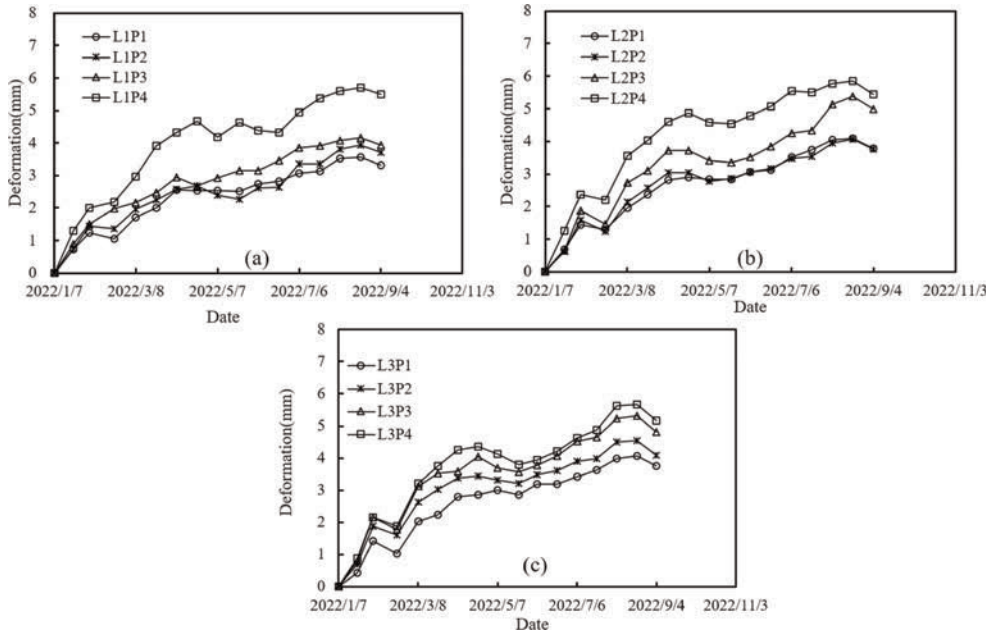 8
7
6
5
4
3
2
1
0
Deformation(mm)
L1P1
L1P2
L1P3
L1P4
(a)
2022/1/7 2022/3/8 2022/5/7 2022/7/6 2022/9/4 2022/11/3
Date
8
7
6
5
4
3
2
1
0
Deformation(mm)
L2P1
L2P2
L2P3
L2P4
(b)
2022/1/7 2022/3/8 2022/5/7 2022/7/6 2022/9/4 2022/11/3
Date
8
7
6
5
4
3
2
1
0
Deformation(mm)
L3P1
L3P2
L3P3
L3P4
(c)
2022/1/7 2022/3/8 2022/5/7 2022/7/6 2022/9/4 2022/11/3
Date